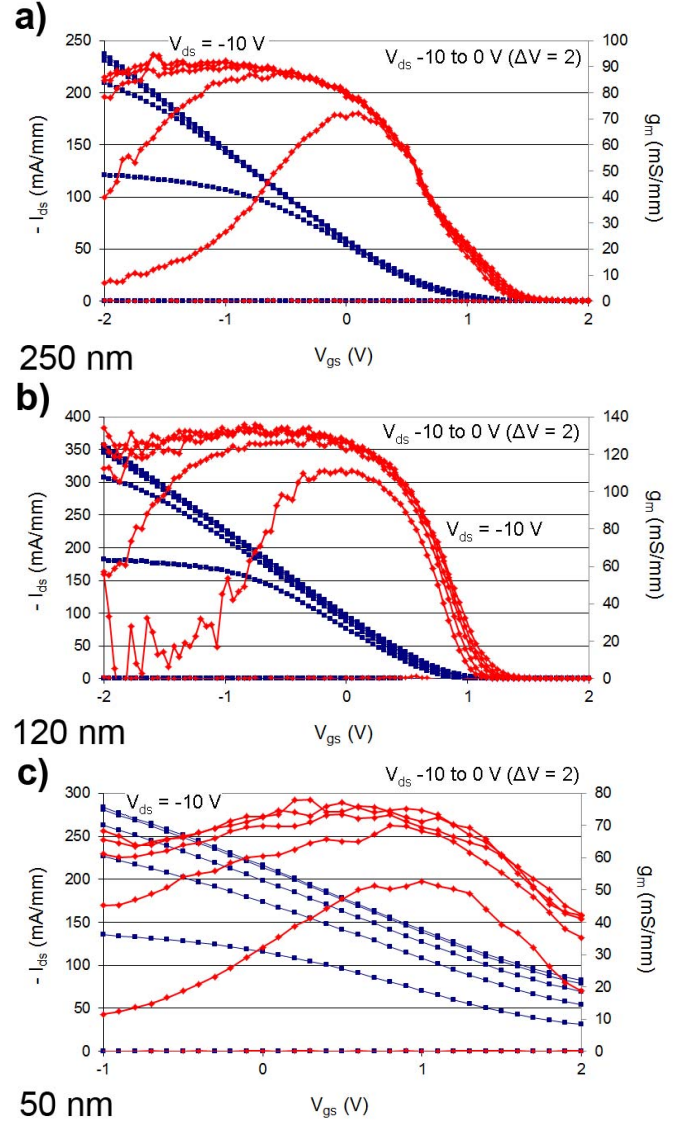 a)
V_ds = -10 V
V_ds -10 to 0 V (ΔV = 2)
250
200
150
100
50
0
- I_ds (mA/mm)
100
90
80
70
60
50
40
30
20
10
0
g_m (mS/mm)
-2 -1 0 1 2
V_gs (V)
250 nm
b)
V_ds -10 to 0 V (ΔV = 2)
V_ds = -10 V
400
350
300
250
200
150
100
50
0
- I_ds (mA/mm)
140
120
100
80
60
40
20
0
g_m (mS/mm)
-2 -1 0 1 2
V_gs (V)
120 nm
c)
V_ds -10 to 0 V (ΔV = 2)
V_ds = -10 V
300
250
200
150
100
50
0
- I_ds (mA/mm)
80
70
60
50
40
30
20
10
0
g_m (mS/mm)
-1 0 1 2
V_gs (V)
50 nm